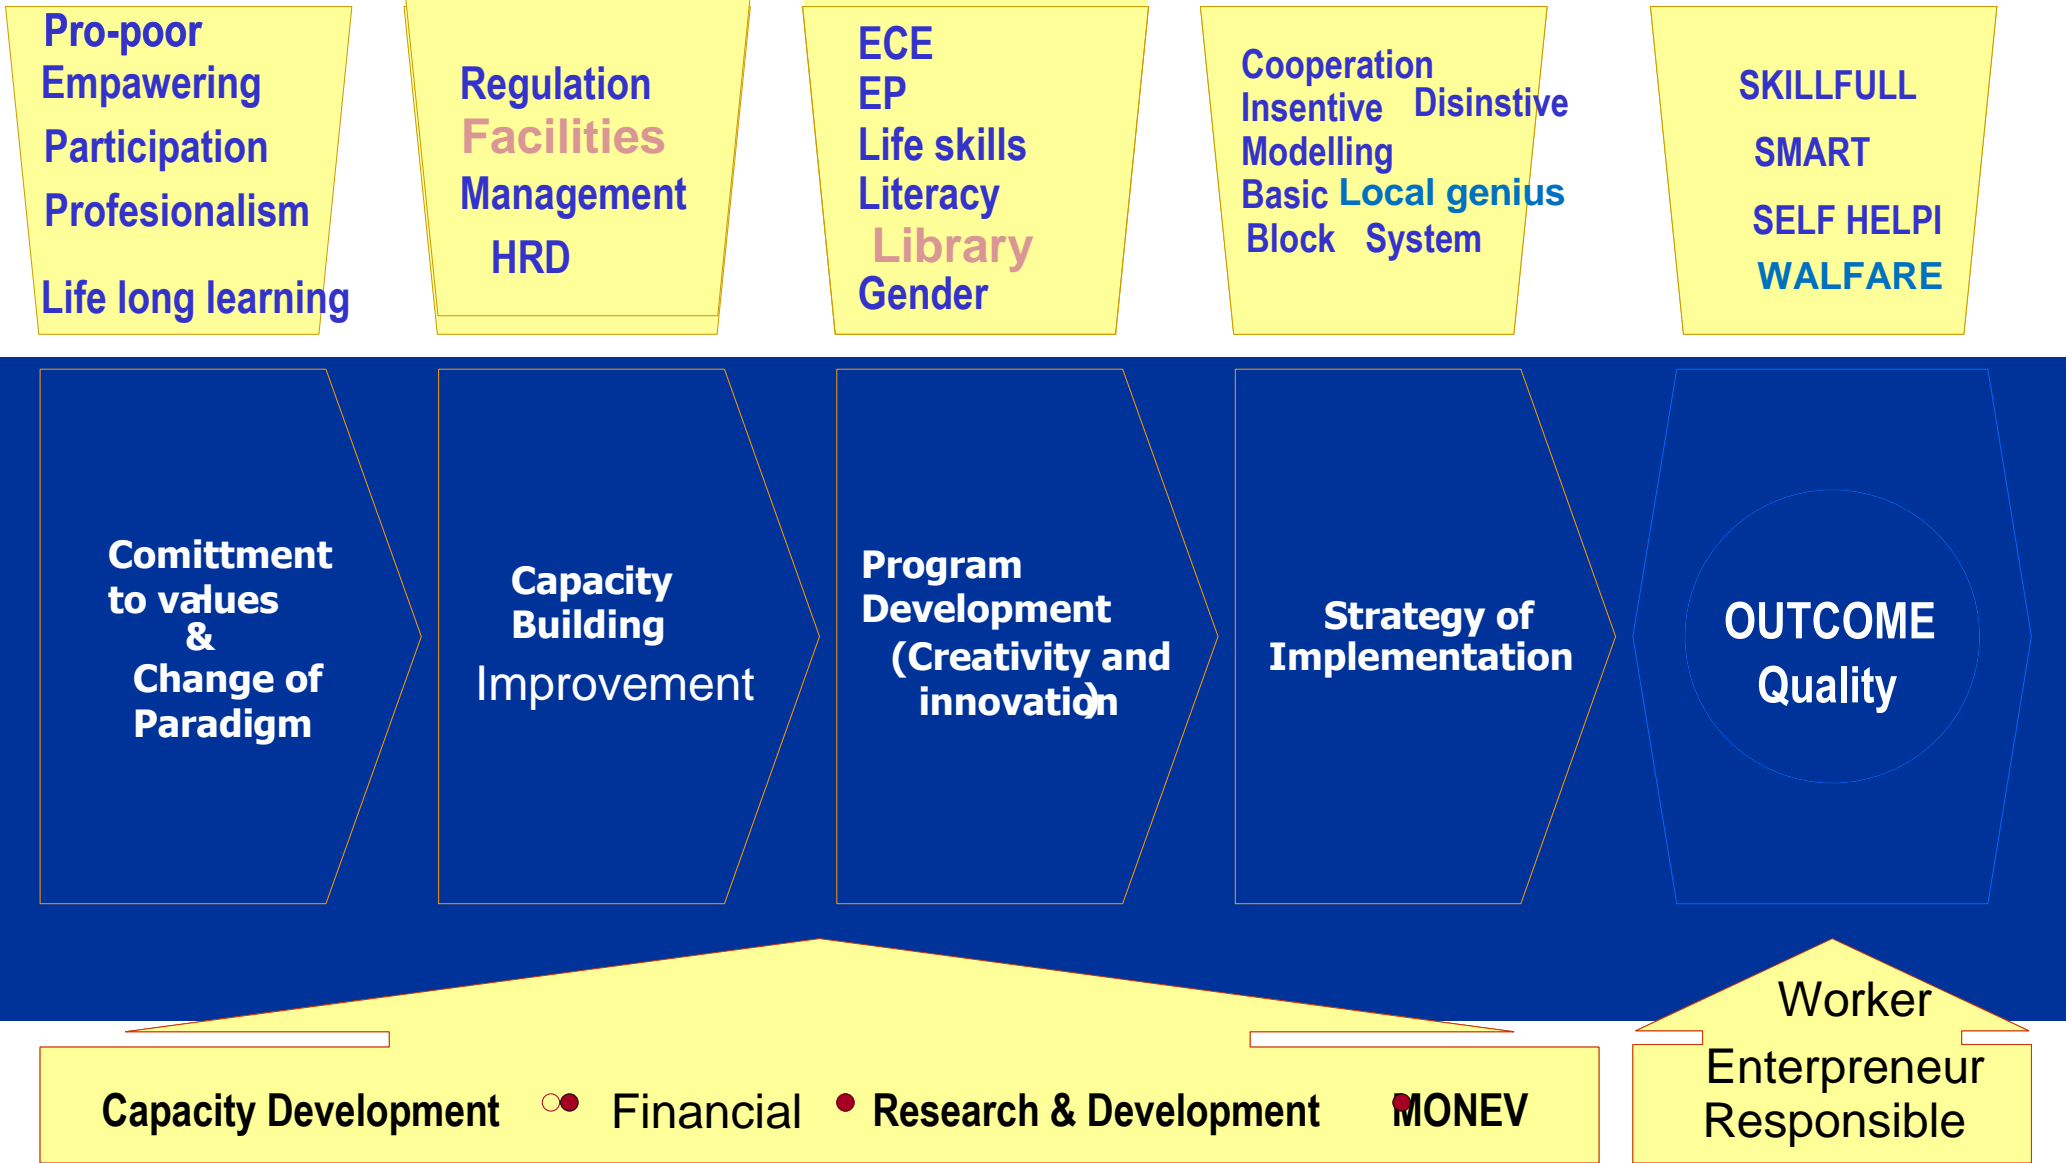 Pro-poor
Empawering
Participation
Profesionalism
Life long learning
Regulation
Facilities
Management
HRD
ECE
EP
Life skills
Literacy
Library
Gender
Cooperation
Insentive Disinstive
Modelling
Basic Local genius
Block System
SKILLFULL
SMART
SELF HELPI
WALFARE
Comittment
to values
&
Change of
Paradigm
Capacity
Building
Improvement
Program
Development
(Creativity and
innovation)
Strategy of
Implementation
OUTCOME
Quality
Capacity Development Financial Research & Development MONEV
Worker
Enterpreneur
Responsible